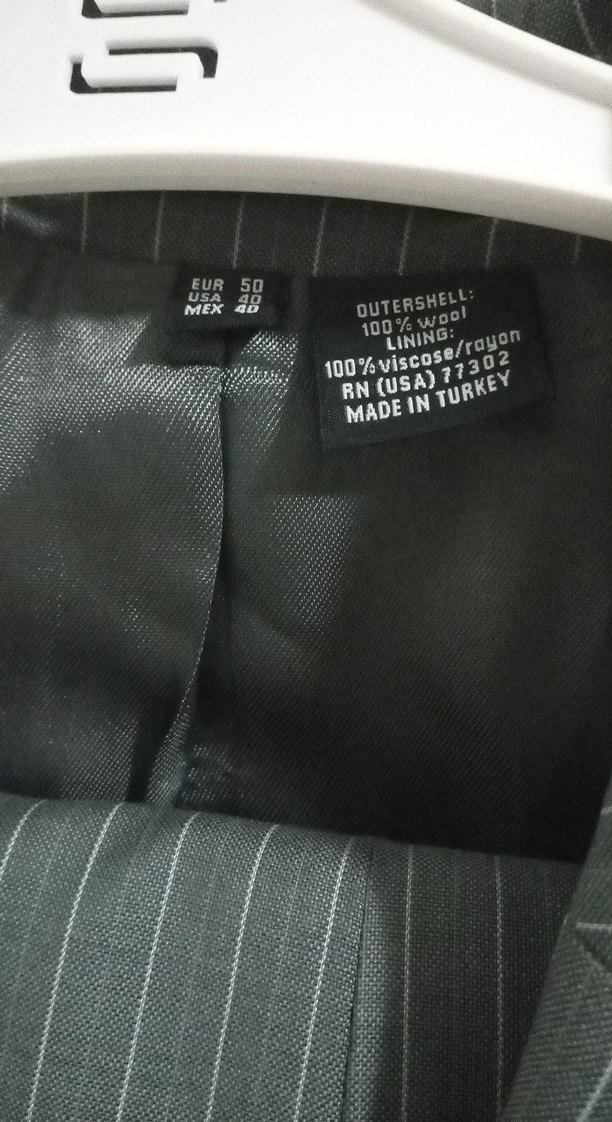 EUR 50
USA 40
MEX 40
OUTERSHELL:
100% wool
LINING:
100% viscose/rayon
RN (USA) 77302
MADE IN TURKEY